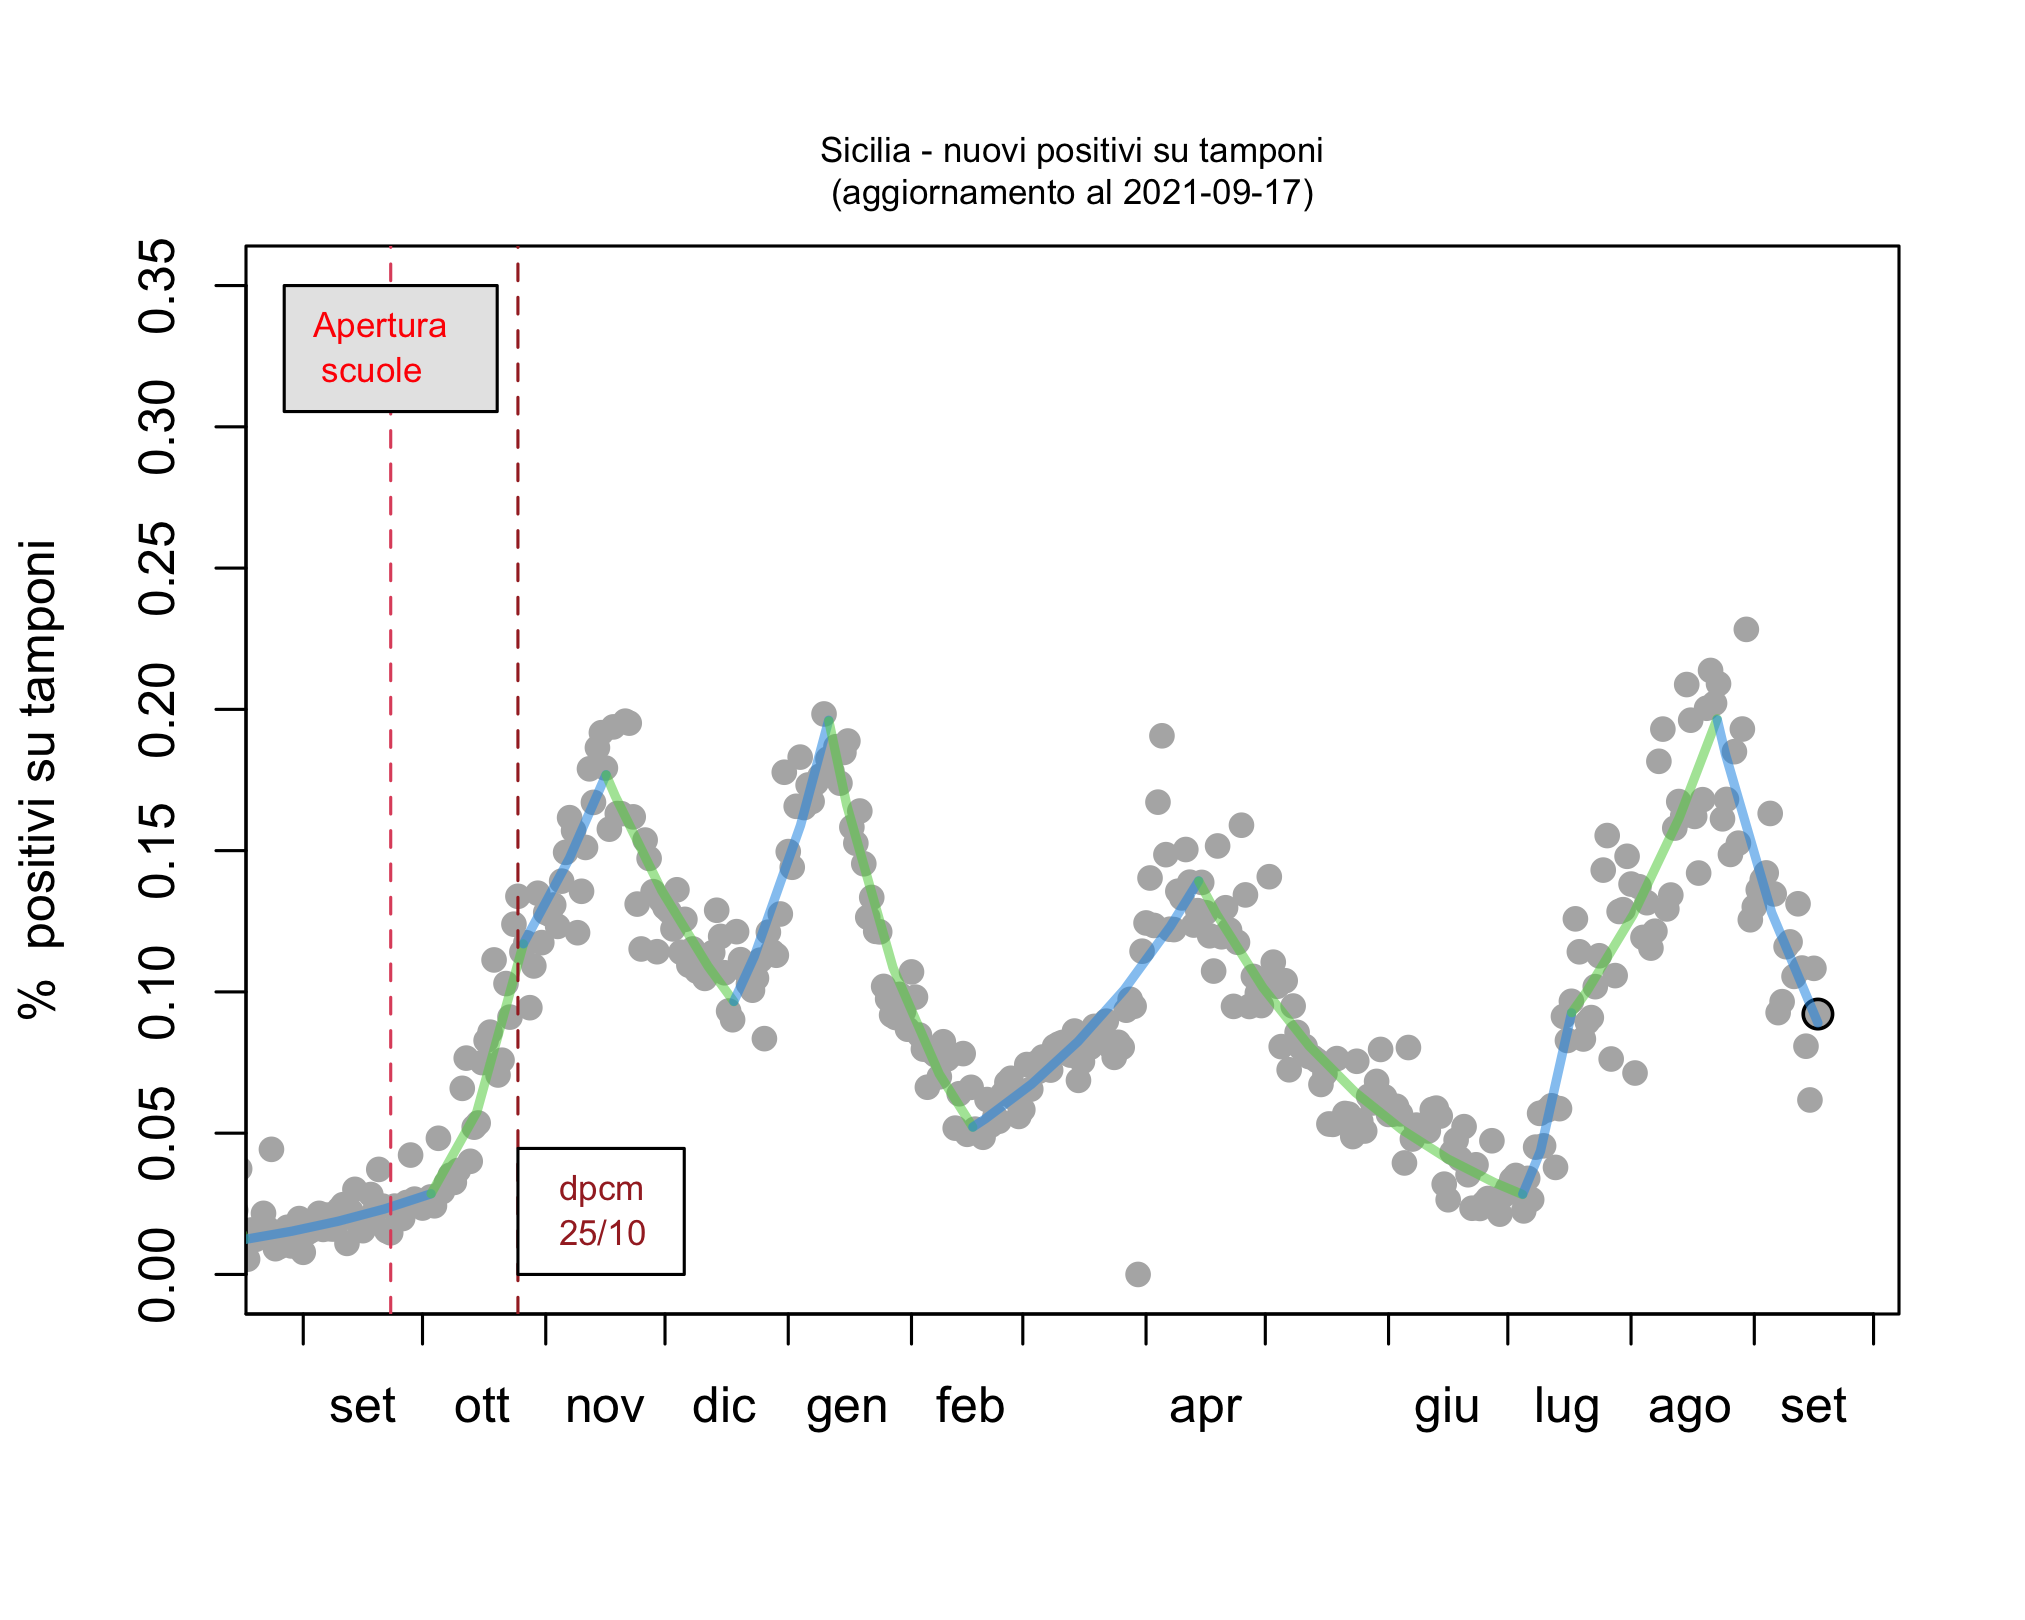 Sicilia - nuovi positivi su tamponi
(aggiornamento al 2021-09-17)
% positivi su tamponi
0.35
0.30
0.25
0.20
0.15
0.10
0.05
0.00
Apertura
scuole
dpcm
25/10
set ott nov dic gen feb apr giu lug ago set